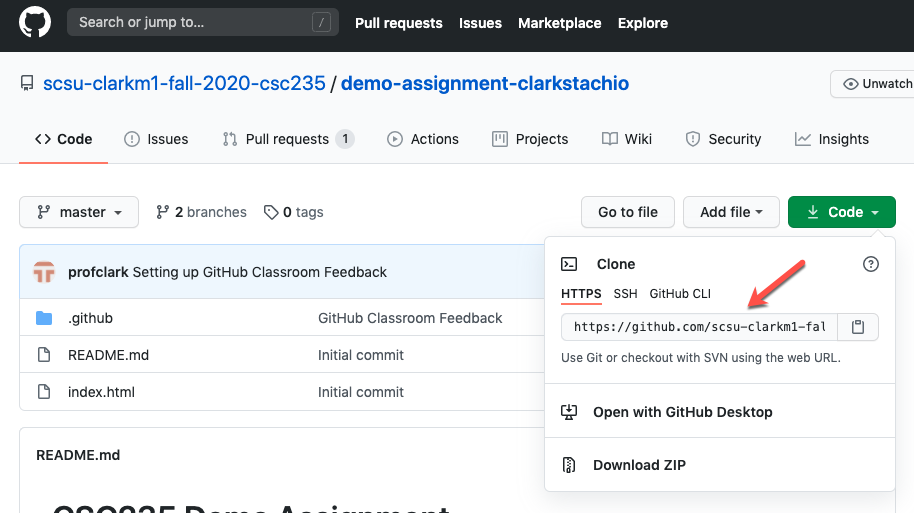 Search or jump to... /
Pull requests Issues Marketplace Explore
scsu-clarkm1-fall-2020-csc235 / demo-assignment-clarkstachio
Unwatch
Code Issues Pull requests 1 Actions Projects Wiki Security Insights
master 2 branches 0 tags Go to file Add file Code
profclark Setting up GitHub Classroom Feedback
.github GitHub Classroom Feedback
README.md Initial commit
index.html Initial commit
README.md
CSC235 Demo Assignment
Clone ?
HTTPS SSH GitHub CLI
https://github.com/scsu-clarkm1-fal
Use Git or checkout with SVN using the web URL.
Open with GitHub Desktop
Download ZIP